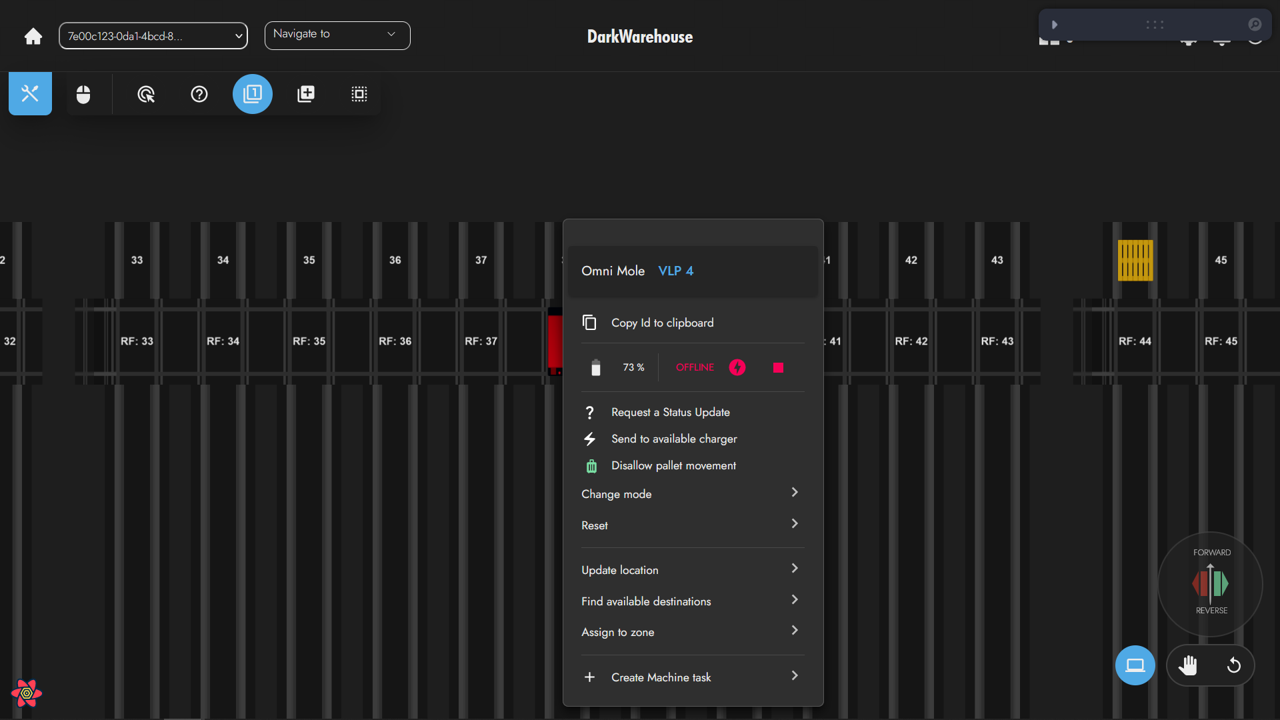 7e00c123-0da1-4bcd-8...
Navigate to
DarkWarehouse
1
33
34
35
36
37
42
43
45
Omni Mole VLP 4
Copy Id to clipboard
32
RF: 33
RF: 34
RF: 35
RF: 36
RF: 37
41
RF: 42
RF: 43
RF: 44
RF: 45
73 %
OFFLINE
Request a Status Update
Send to available charger
Disallow pallet movement
Change mode
Reset
Update location
Find available destinations
Assign to zone
Create Machine task
FORWARD
REVERSE